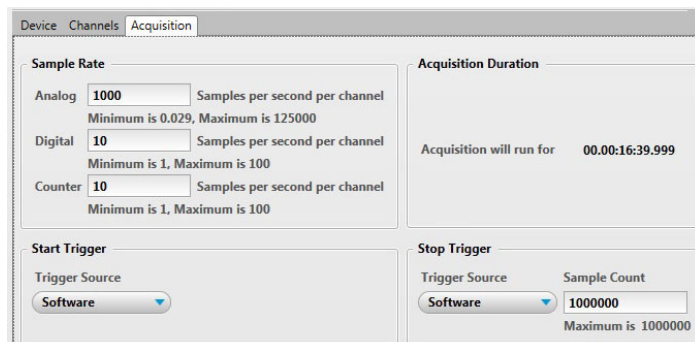 Device Channels Acquisition
Sample Rate
Analog 1000 Samples per second per channel
Minimum is 0.029, Maximum is 125000
Digital 10 Samples per second per channel
Minimum is 1, Maximum is 100
Counter 10 Samples per second per channel
Minimum is 1, Maximum is 100
Acquisition Duration
Acquisition will run for 00.00:16:39.999
Start Trigger
Trigger Source
Software
Stop Trigger
Trigger Source Sample Count
Software 1000000
Maximum is 1000000